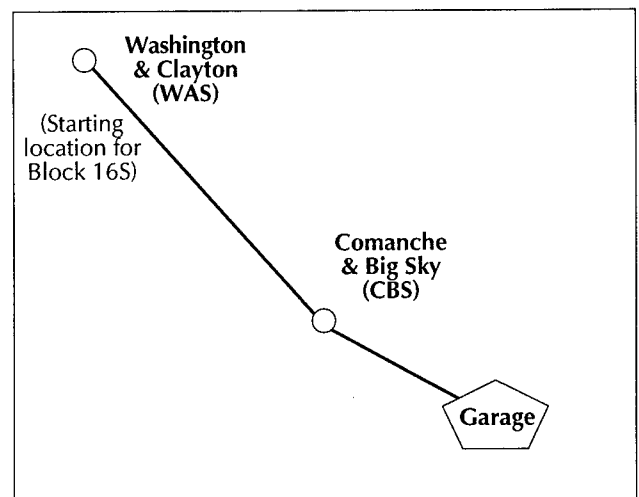 Washington
& Clayton
(WAS)
(Starting
location for
Block 16S)
Comanche
& Big Sky
(CBS)
Garage